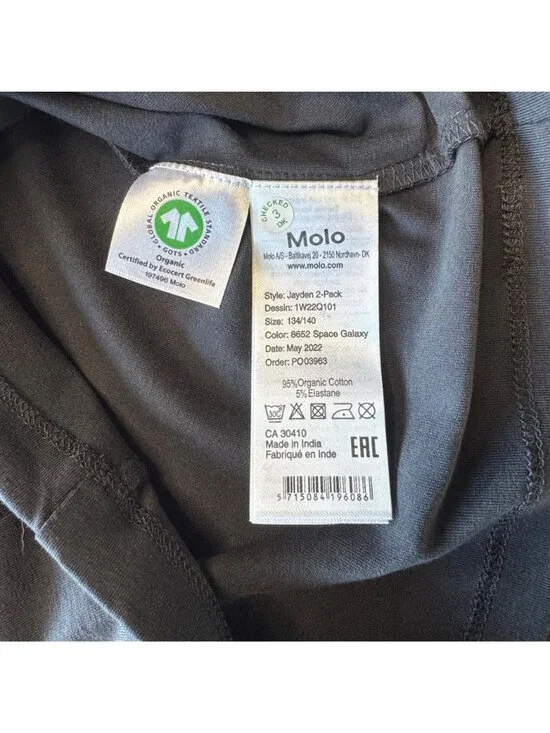 GLOBAL ORGANIC TEXTILE STANDARD
• GOTS •
Organic
Certified by Ecocert Greenlife
197496 Molo
CHECKED
3
DK
Molo
Molo A/S - Baltikavej 20 - 2150 Nordhavn-DK
www.molo.com
Style: Jayden 2-Pack
Dessin: 1W22Q101
Size: 134/140
Color: 8652 Space Galaxy
Date: May 2022
Order: PO03963
95%Organic Cotton
5%Elastane
30C
CA 30410
Made in India
Fabriqué en Inde
EAC
5 715084 196086